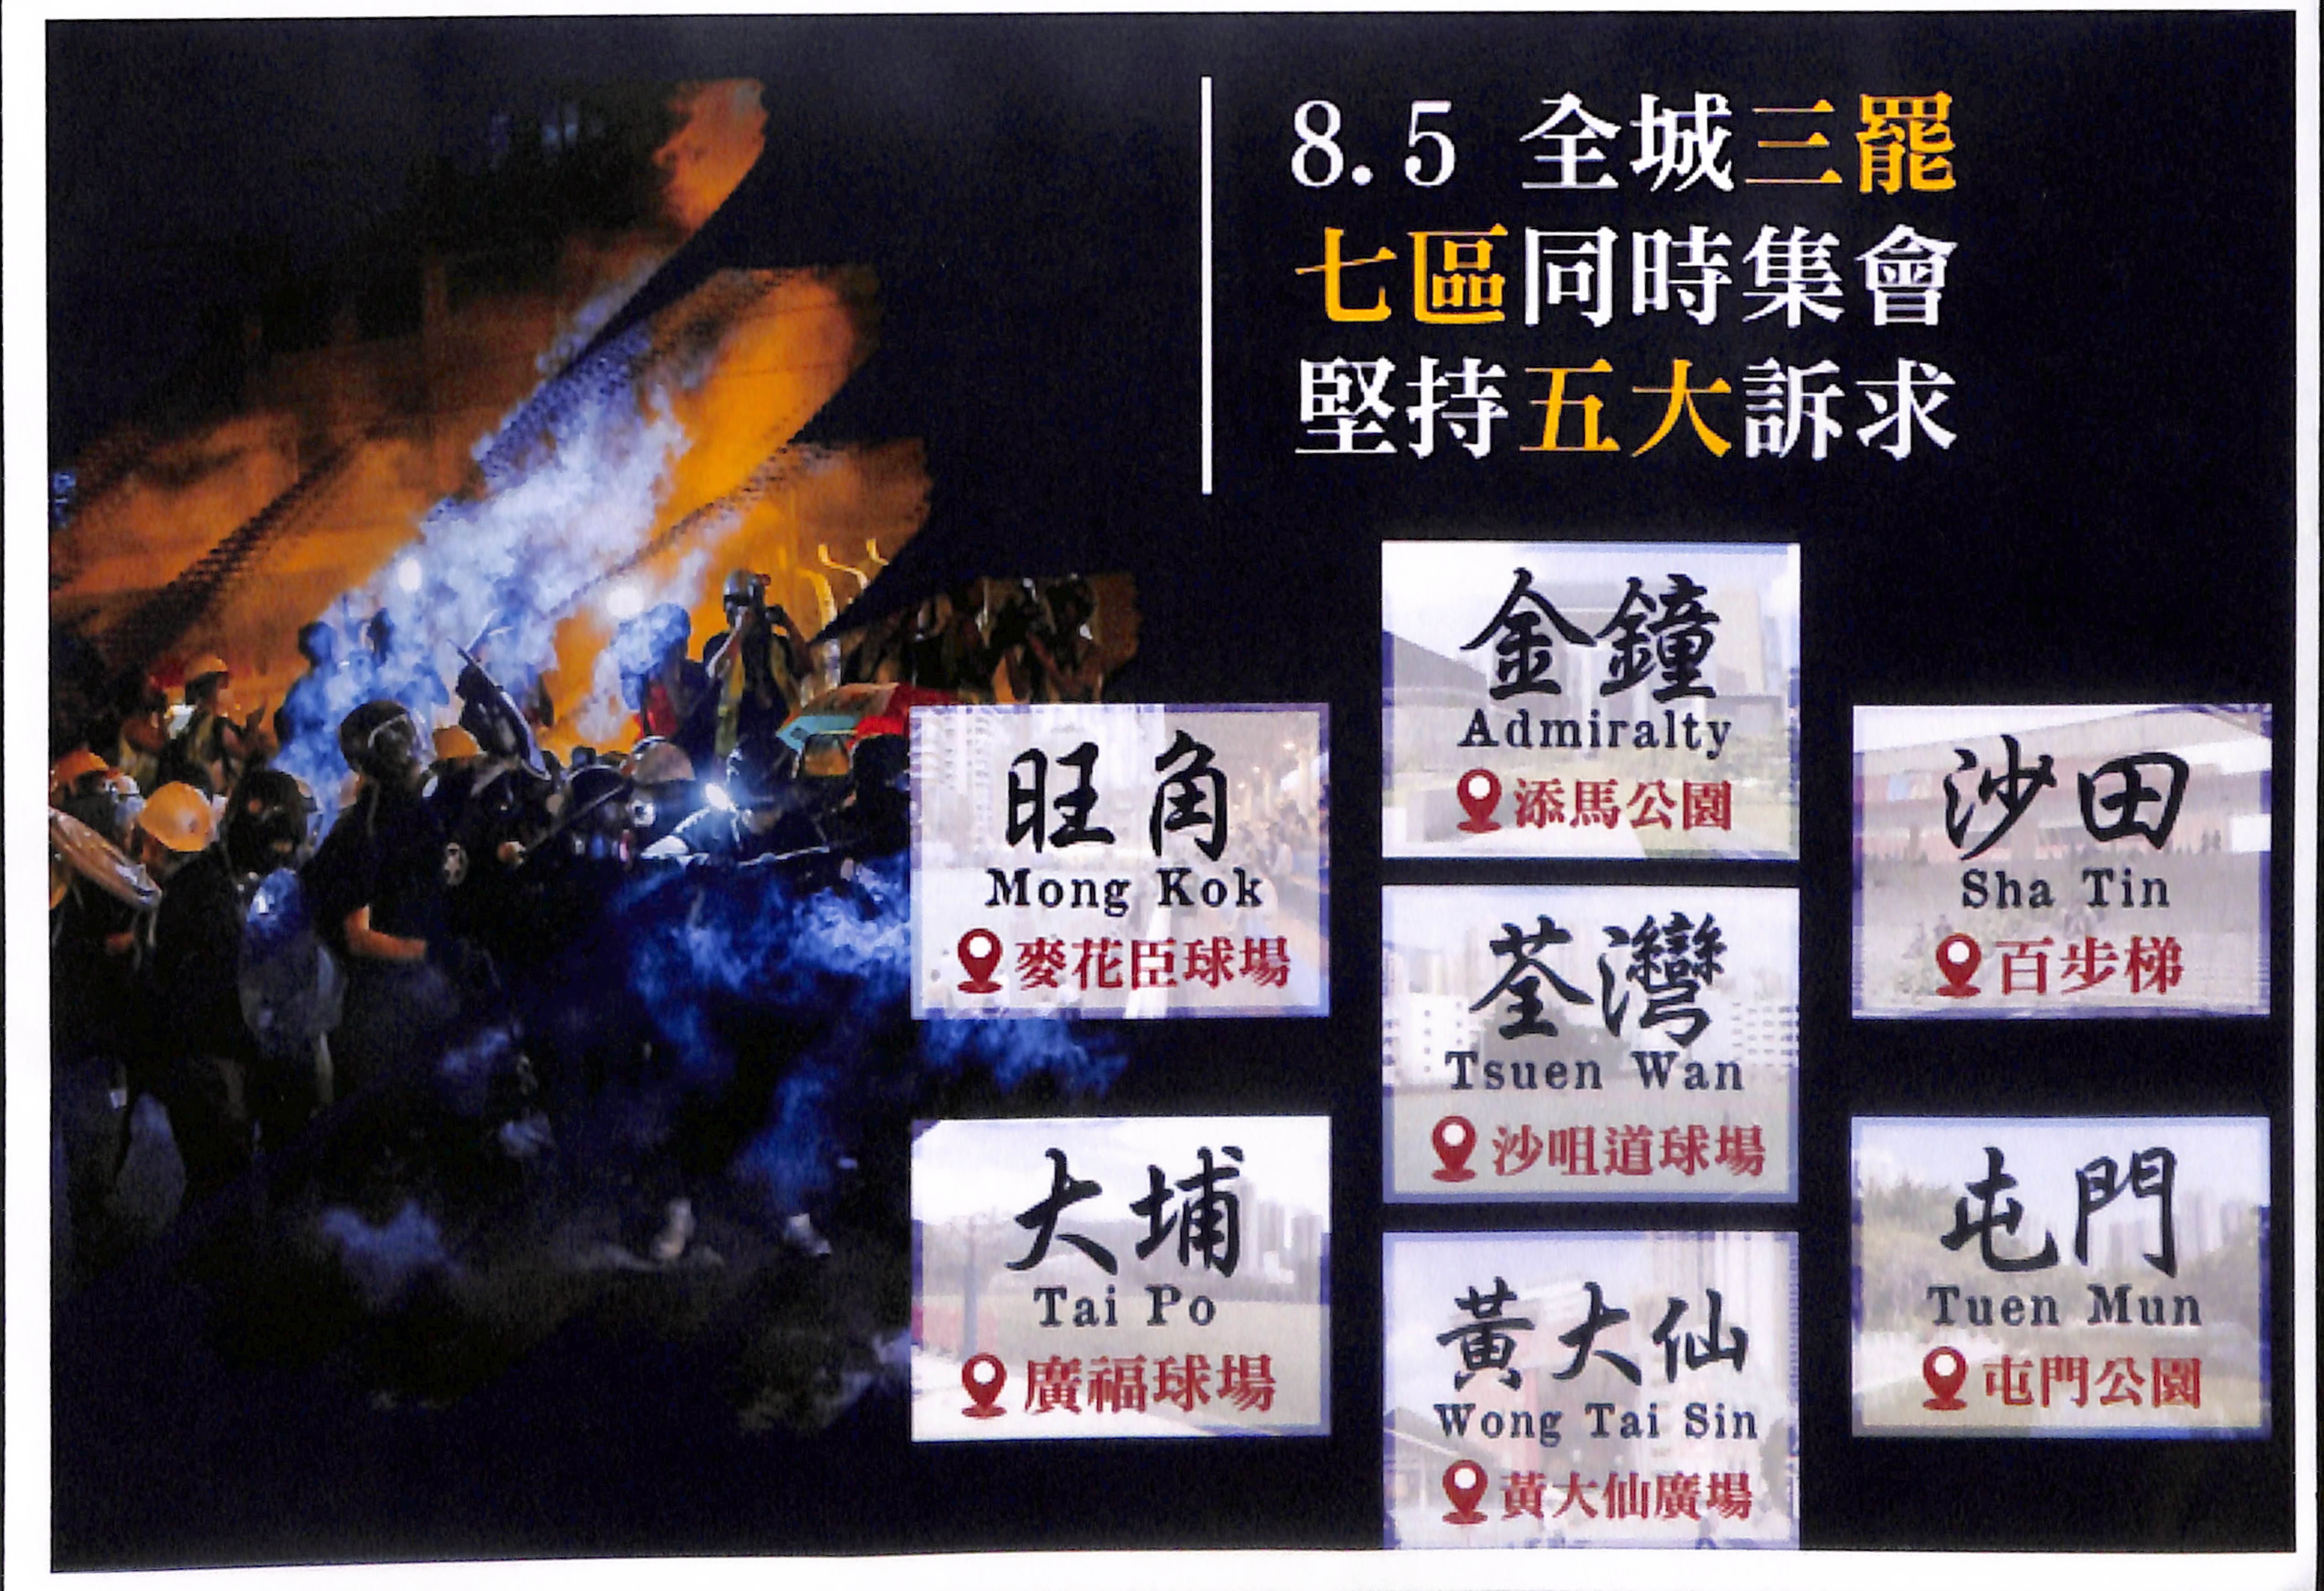 8.5 全城三罷
七區同時集會
堅持五大訴求
金鐘
Admiralty
添馬公園
旺角
Mong Kok
麥花臣球場
沙田
Sha Tin
百步梯
荃灣
Tsuen Wan
沙咀道球場
大埔
Tai Po
廣福球場
屯門
Tuen Mun
屯門公園
黃大仙
Wong Tai Sin
黃大仙廣場